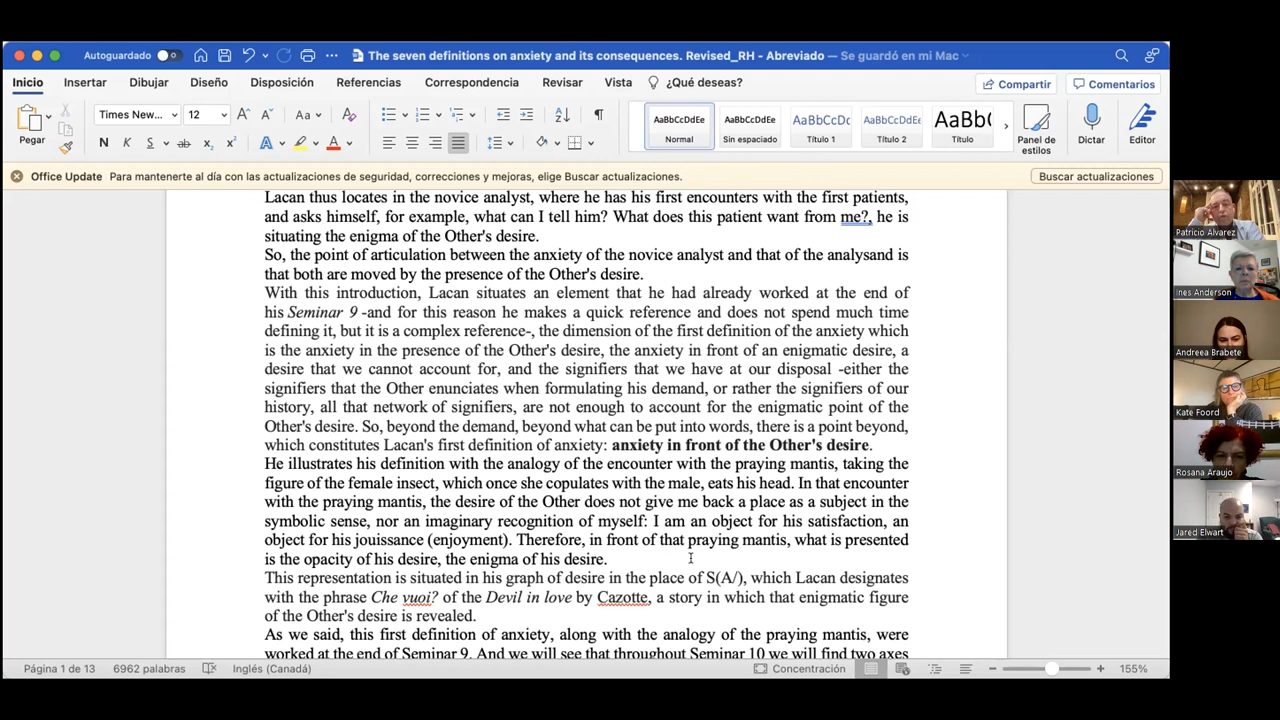 Autoguardado
The seven definitions on anxiety and its consequences. Revised_RH - Abreviado — Se guardó en mi Mac
Inicio Insertar Dibujar Diseño Disposición Referencias Correspondencia Revisar Vista ¿Qué deseas? Compartir Comentarios
Pegar
Times New... 12
N K S ab x₂ x²
AaBbCcDdEe AaBbCcDdEe AaBbCcDc AaBbCcDdEe AaBb(
Normal Sin espaciado Título 1 Título 2 Título
Panel de estilos Dictar Editor
Office Update Para mantenerte al día con las actualizaciones de seguridad, correcciones y mejoras, elige Buscar actualizaciones. Buscar actualizaciones
Lacan thus locates in the novice analyst, where he has his first encounters with the first patients,
and asks himself, for example, what can I tell him? What does this patient want from me?, he is
situating the enigma of the Other's desire.
So, the point of articulation between the anxiety of the novice analyst and that of the analysand is
that both are moved by the presence of the Other's desire.
With this introduction, Lacan situates an element that he had already worked at the end of
his Seminar 9 -and for this reason he makes a quick reference and does not spend much time
defining it, but it is a complex reference-, the dimension of the first definition of the anxiety which
is the anxiety in the presence of the Other's desire, the anxiety in front of an enigmatic desire, a
desire that we cannot account for, and the signifiers that we have at our disposal -either the
signifiers that the Other enunciates when formulating his demand, or rather the signifiers of our
history, all that network of signifiers, are not enough to account for the enigmatic point of the
Other's desire. So, beyond the demand, beyond what can be put into words, there is a point beyond,
which constitutes Lacan's first definition of anxiety: anxiety in front of the Other's desire.
He illustrates his definition with the analogy of the encounter with the praying mantis, taking the
figure of the female insect, which once she copulates with the male, eats his head. In that encounter
with the praying mantis, the desire of the Other does not give me back a place as a subject in the
symbolic sense, nor an imaginary recognition of myself: I am an object for his satisfaction, an
object for his jouissance (enjoyment). Therefore, in front of that praying mantis, what is presented
is the opacity of his desire, the enigma of his desire.
This representation is situated in his graph of desire in the place of S(A/), which Lacan designates
with the phrase Che vuoi? of the Devil in love by Cazotte, a story in which that enigmatic figure
of the Other's desire is revealed.
As we said, this first definition of anxiety, along with the analogy of the praying mantis, were
worked at the end of Seminar 9. And we will see that throughout Seminar 10 we will find two axes
Página 1 de 13 6962 palabras Inglés (Canadá) Concentración 155%
Patricio Alvarez
Ines Anderson
Andreea Brabete
Kate Foord
Rosana Araujo
Jared Elwart